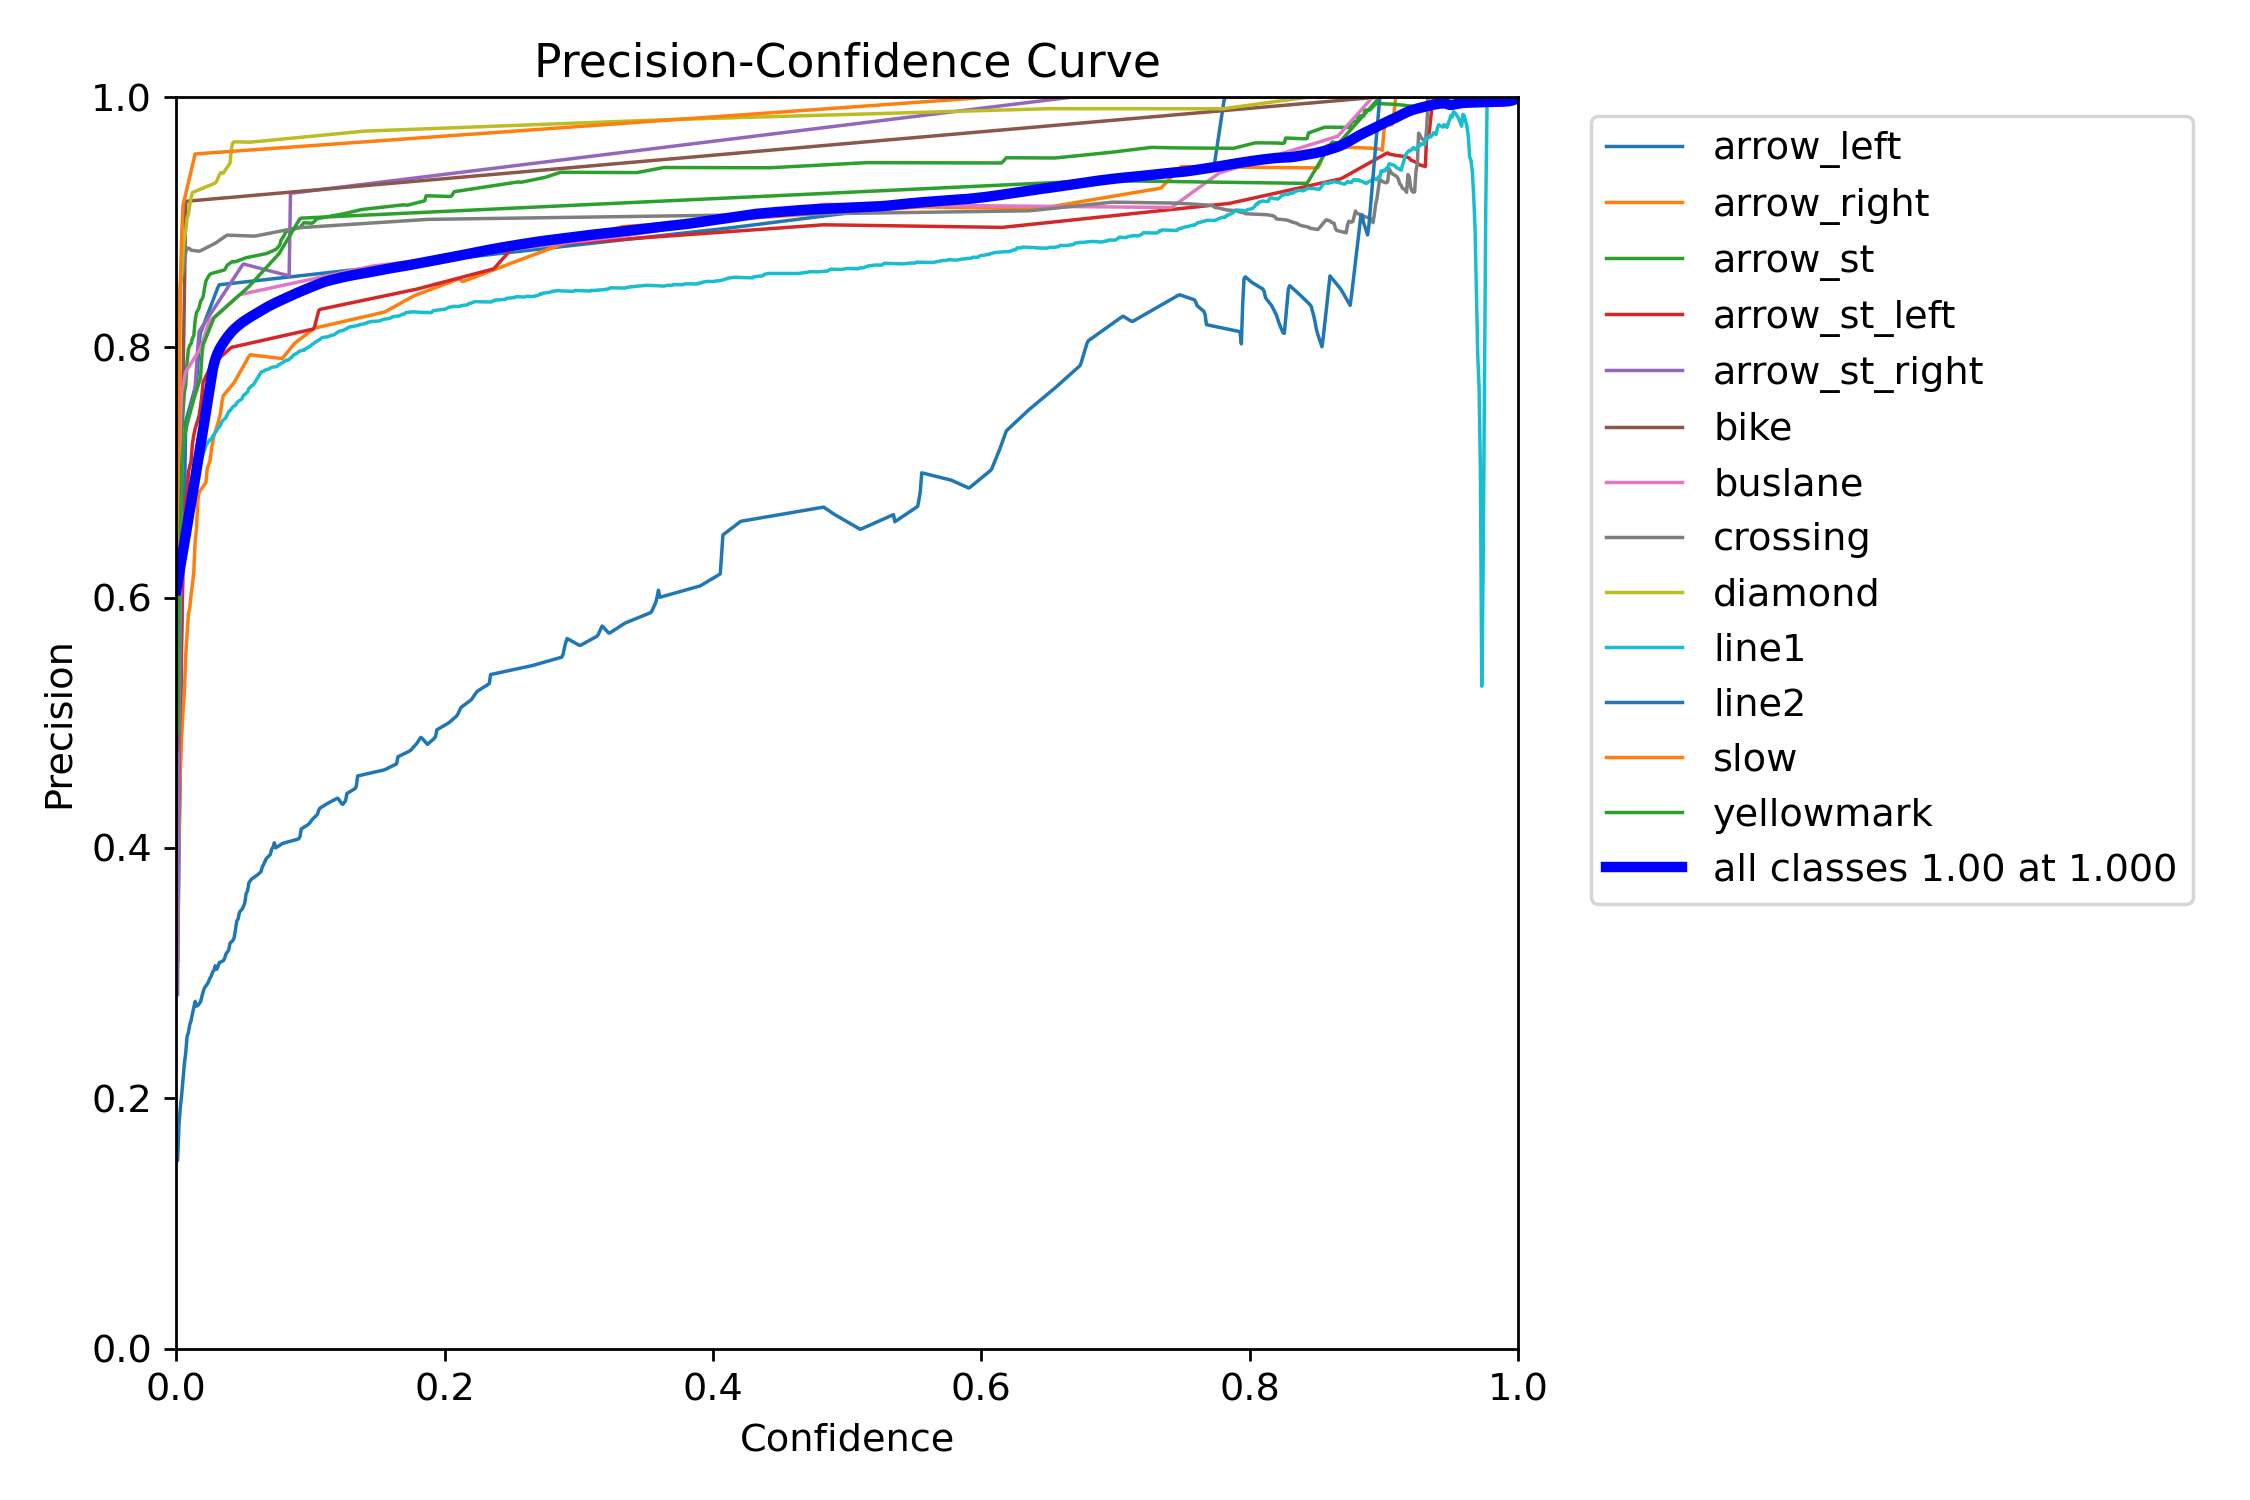 Precision-Confidence Curve
1.0
0.8
0.6
0.4
0.2
0.0
Precision
0.0 0.2 0.4 0.6 0.8 1.0
Confidence
arrow_left
arrow_right
arrow_st
arrow_st_left
arrow_st_right
bike
buslane
crossing
diamond
line1
line2
slow
yellowmark
all classes 1.00 at 1.000